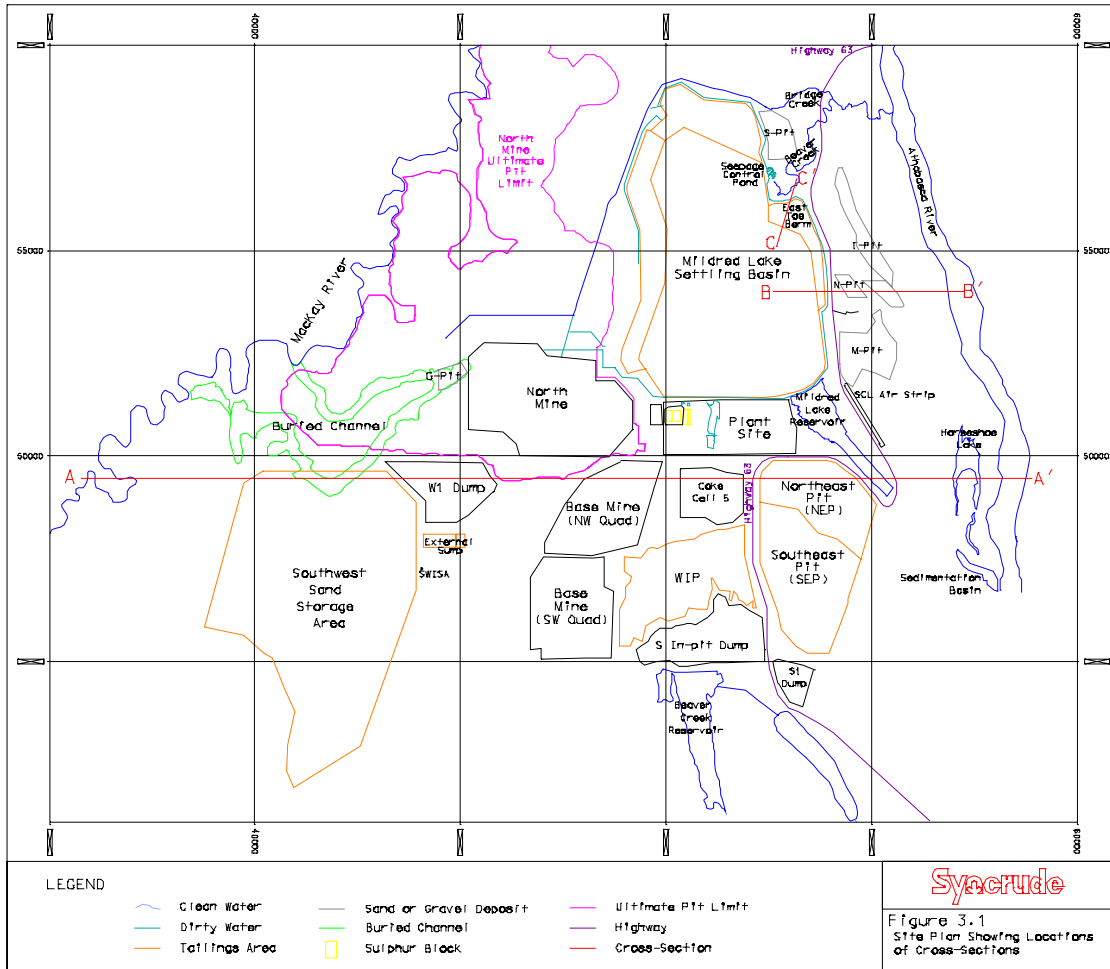 40000
60000
Highway 63
Bridge
Creek
North
Mine
Ultimate
Pit
Limit
S-Pit
Beaver
Creek
Seepage
Control
Pond
C'
Athabasca River
East
Toe
Berm
C
55000
55000
I-Pit
Mildred Lake
Settling Basin
MacKay River
B
B'
N-Pit
M-Pit
G-Pit
North
Mine
Mildred
Lake
Reservoir
SCL Air Strip
Buried Channel
Plant
Site
Horseshoe
Lake
50000
50000
A
A'
W1 Dump
Base Mine
(NW Quad)
Cake
Cell 5
Highway 63
Northeast
Pit
(NEP)
External
Sump
Southeast
Pit
(SEP)
SWISA
Southwest
Sand
Storage
Area
WIP
Sedimentation
Basin
Base
Mine
(SW Quad)
S In-pit Dump
S1
Dump
Beaver
Creek
Reservoir
40000
60000
LEGEND
Clean Water
Dirty Water
Tailings Area
Sand or Gravel Deposit
Buried Channel
Sulphur Block
Ultimate Pit Limit
Highway
Cross-Section
Syncrude
Figure 3.1
Site Plan Showing Locations
of Cross-Sections